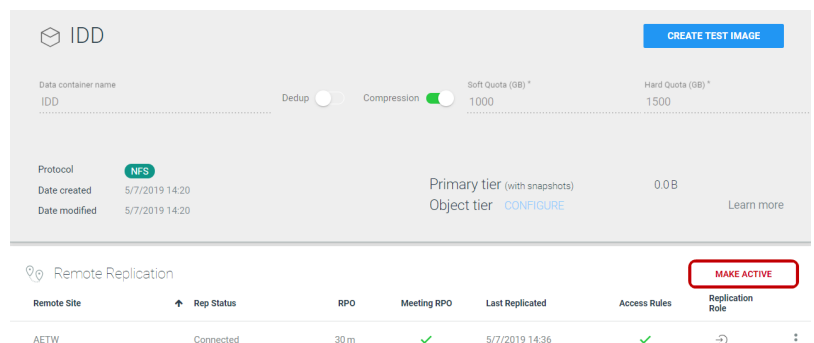 IDD
CREATE TEST IMAGE
Data container name
IDD
Dedup
Compression
Soft Quota (GB) *
1000
Hard Quota (GB) *
1500
Protocol
NFS
Date created
5/7/2019 14:20
Date modified
5/7/2019 14:20
Primary tier (with snapshots)
0.0 B
Object tier
CONFIGURE
Learn more
Remote Replication
MAKE ACTIVE
Remote Site
Rep Status
RPO
Meeting RPO
Last Replicated
Access Rules
Replication
Role
AETW
Connected
30 m
5/7/2019 14:36